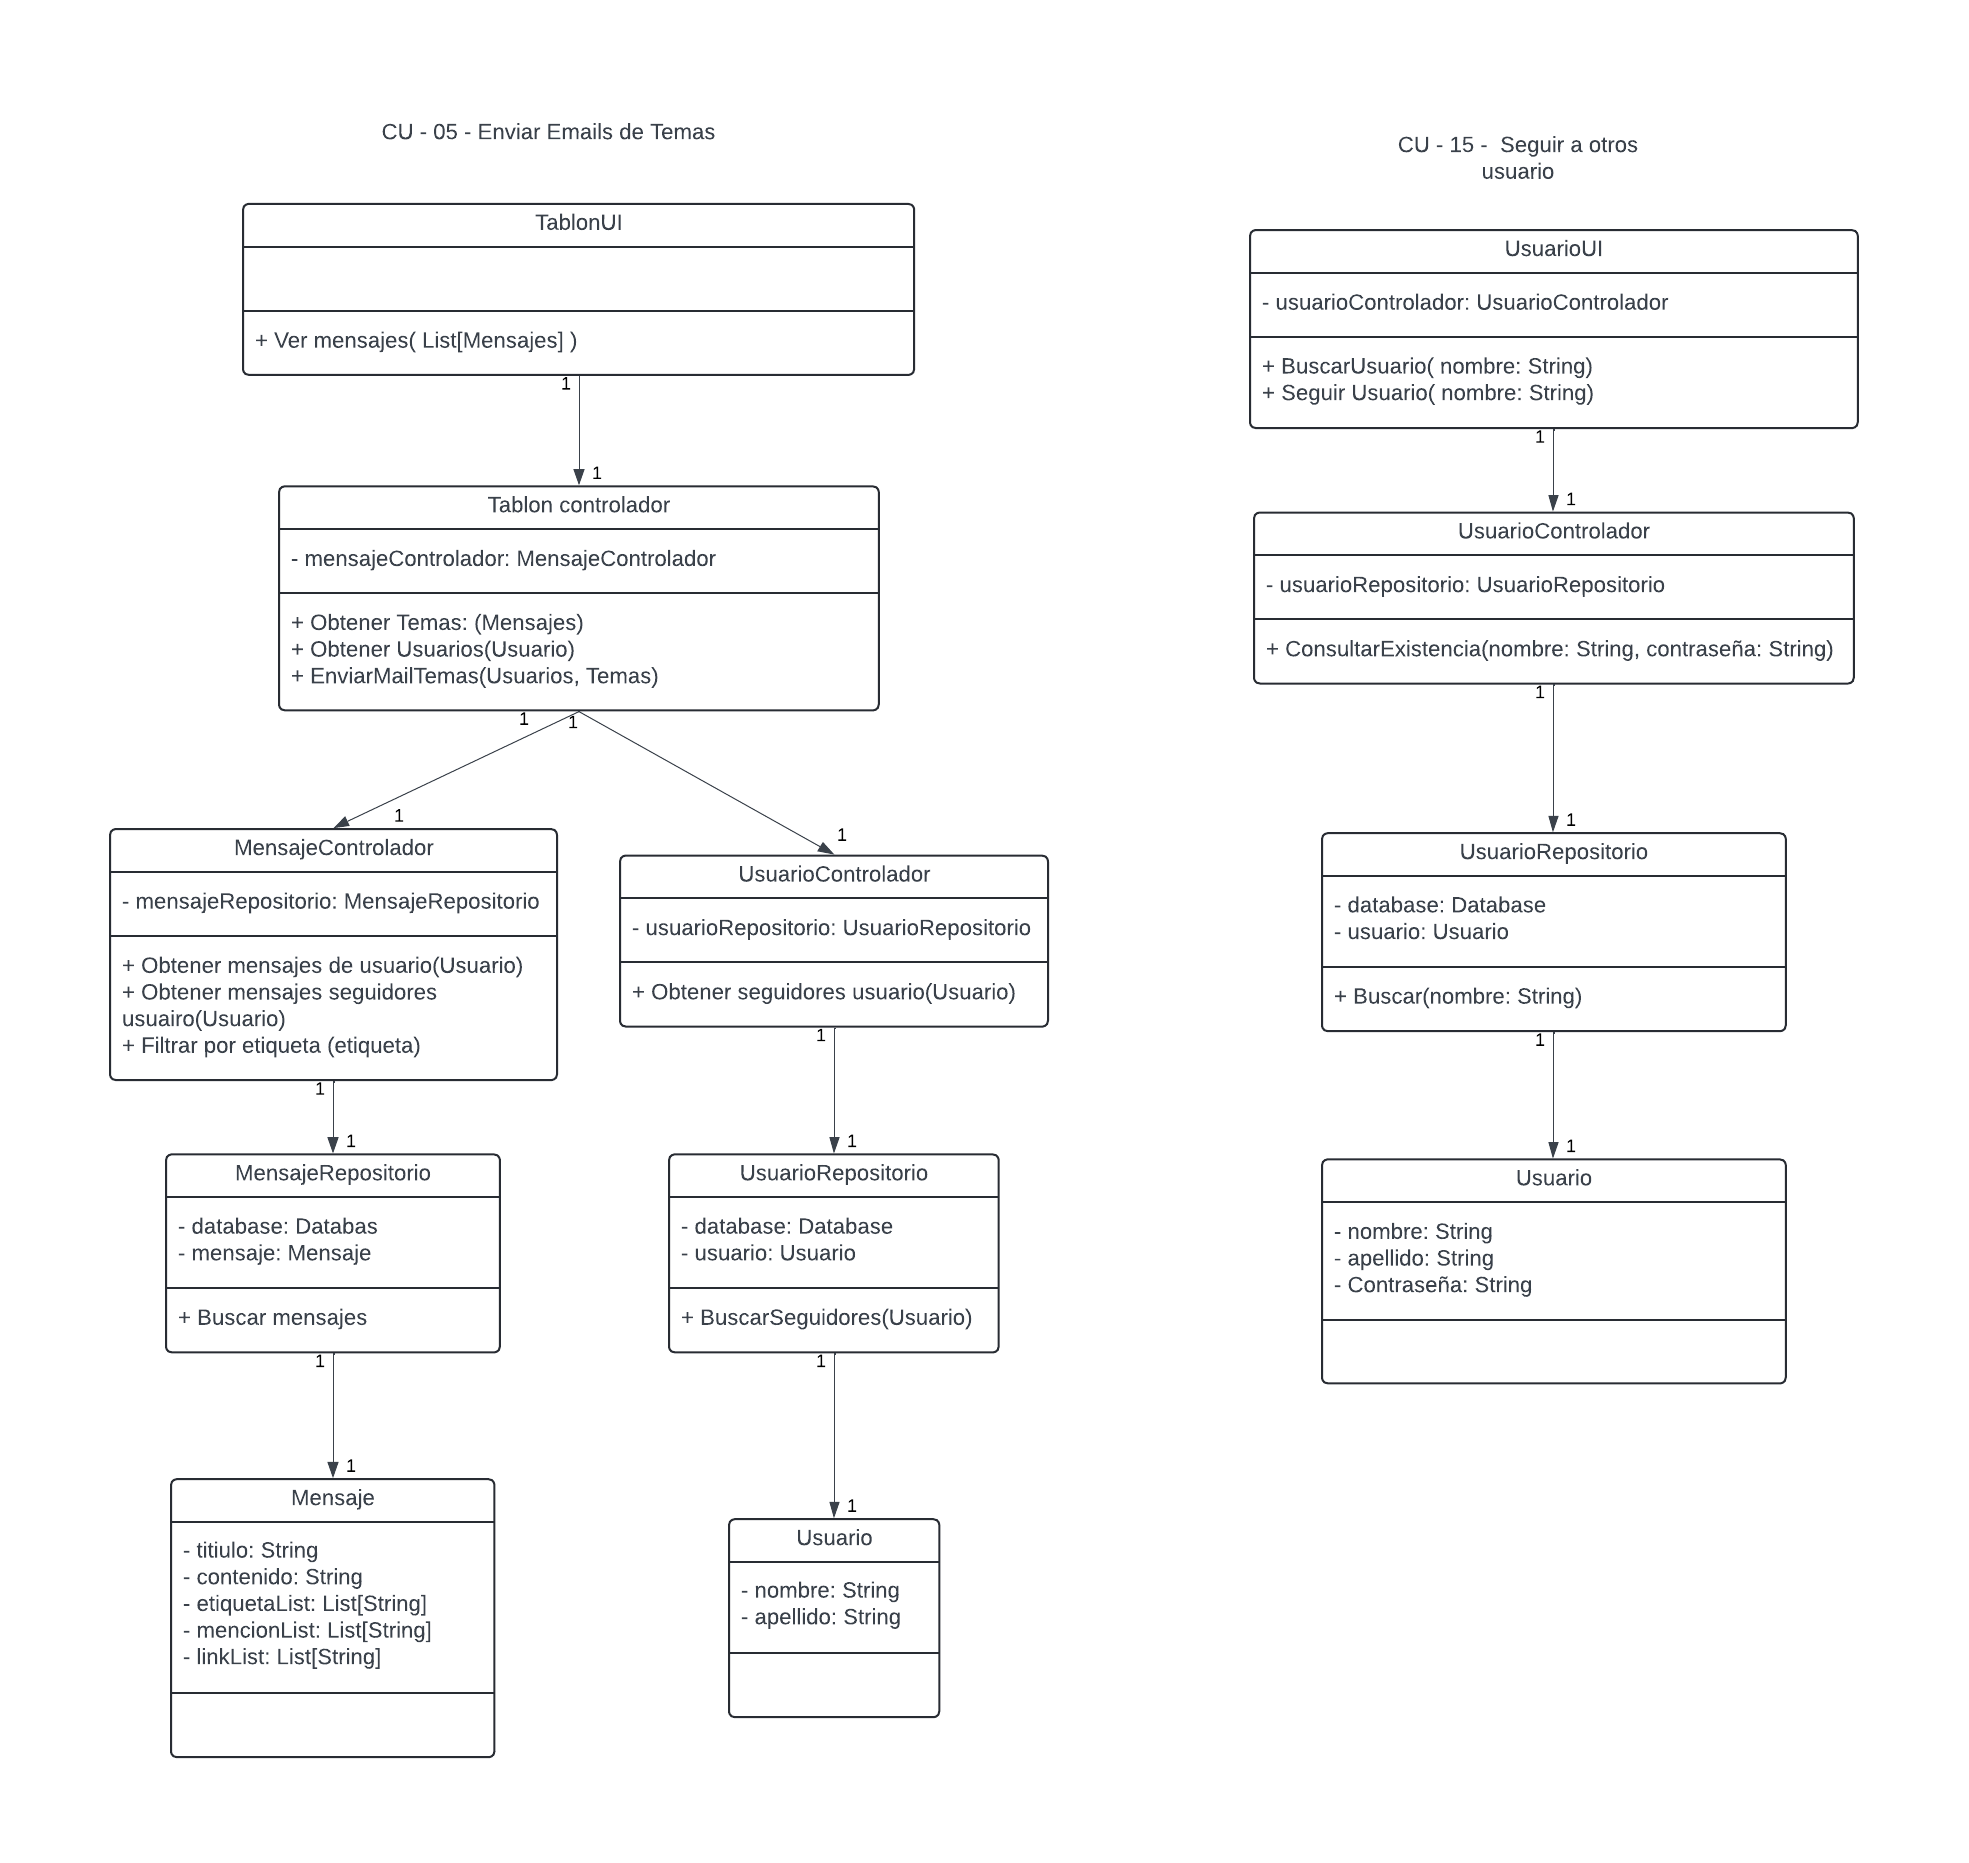 CU - 05 - Enviar Emails de Temas
TablonUI
+ Ver mensajes( List[Mensajes] )
1
1
Tablon controlador
- mensajeControlador: MensajeControlador
+ Obtener Temas: (Mensajes)
+ Obtener Usuarios(Usuario)
+ EnviarMailTemas(Usuarios, Temas)
1
1
1
1
MensajeControlador
- mensajeRepositorio: MensajeRepositorio
+ Obtener mensajes de usuario(Usuario)
+ Obtener mensajes seguidores
usuairo(Usuario)
+ Filtrar por etiqueta (etiqueta)
1
1
MensajeRepositorio
- database: Databas
- mensaje: Mensaje
+ Buscar mensajes
1
1
Mensaje
- titiulo: String
- contenido: String
- etiquetaList: List[String]
- mencionList: List[String]
- linkList: List[String]
UsuarioControlador
- usuarioRepositorio: UsuarioRepositorio
+ Obtener seguidores usuario(Usuario)
1
1
UsuarioRepositorio
- database: Database
- usuario: Usuario
+ BuscarSeguidores(Usuario)
1
1
Usuario
- nombre: String
- apellido: String
CU - 15 -  Seguir a otros
usuario
UsuarioUI
- usuarioControlador: UsuarioControlador
+ BuscarUsuario( nombre: String)
+ Seguir Usuario( nombre: String)
1
1
UsuarioControlador
- usuarioRepositorio: UsuarioRepositorio
+ ConsultarExistencia(nombre: String, contraseña: String)
1
1
UsuarioRepositorio
- database: Database
- usuario: Usuario
+ Buscar(nombre: String)
1
1
Usuario
- nombre: String
- apellido: String
- Contraseña: String